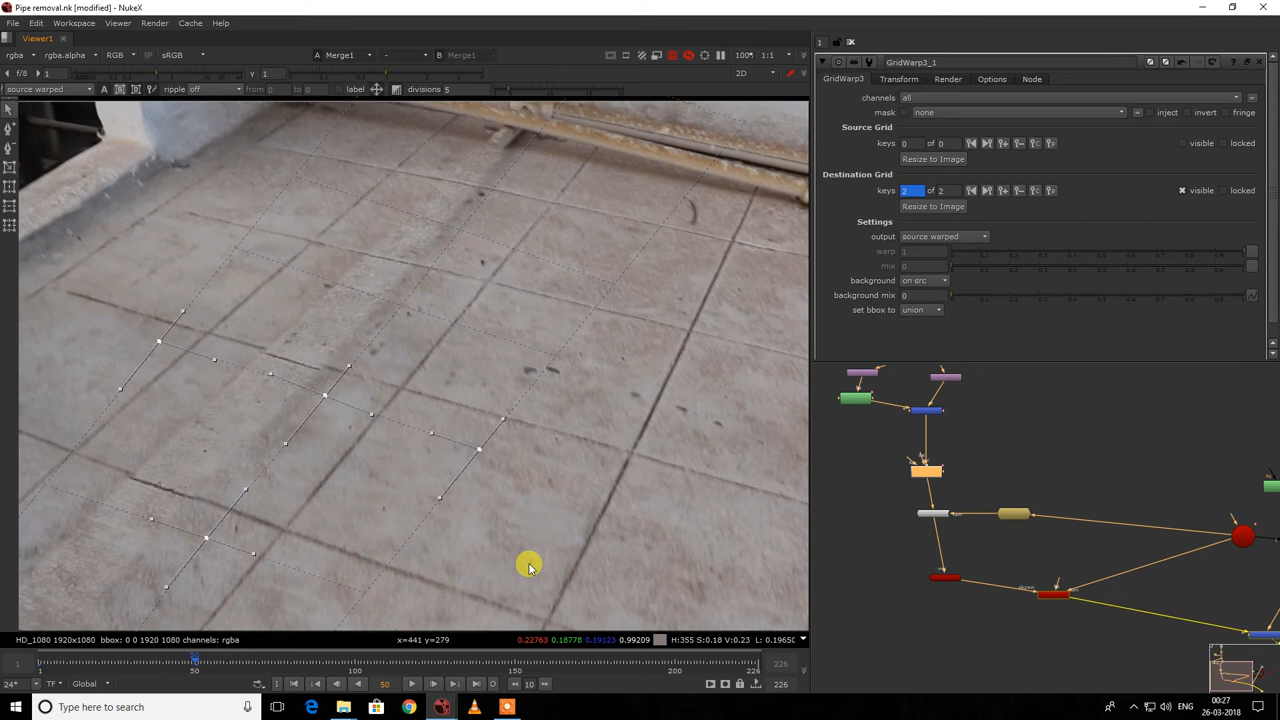 Pipe removal.nk [modified] - NukeX
File Edit Workspace Viewer Render Cache Help
Viewer1
rgba rgba.alpha RGB sRGB A Merge1 - B Merge1 100% 1:1
f/8 1 Y 1 2D
source warped A ripple off from 0 to 0 label divisions 5
HD_1080 1920x1080 bbox: 0 0 1920 1080 channels: rgba x=441 y=279 0.22763 0.18778 0.19123 0.99209 H:355 S:0.18 V:0.23 L: 0.1965
1 1 50 100 150 200 226 226
24* TF Global 50 10 226
1
GridWarp3_1
GridWarp3 Transform Render Options Node
channels all
mask none inject invert fringe
Source Grid
keys 0 of 0 visible locked
Resize to Image
Destination Grid
keys 2 of 2 visible locked
Resize to Image
Settings
output source warped
warp 1
mix 0
background on src
background mix 0
set bbox to union
Type here to search
ENG
00:27
26-03-2018